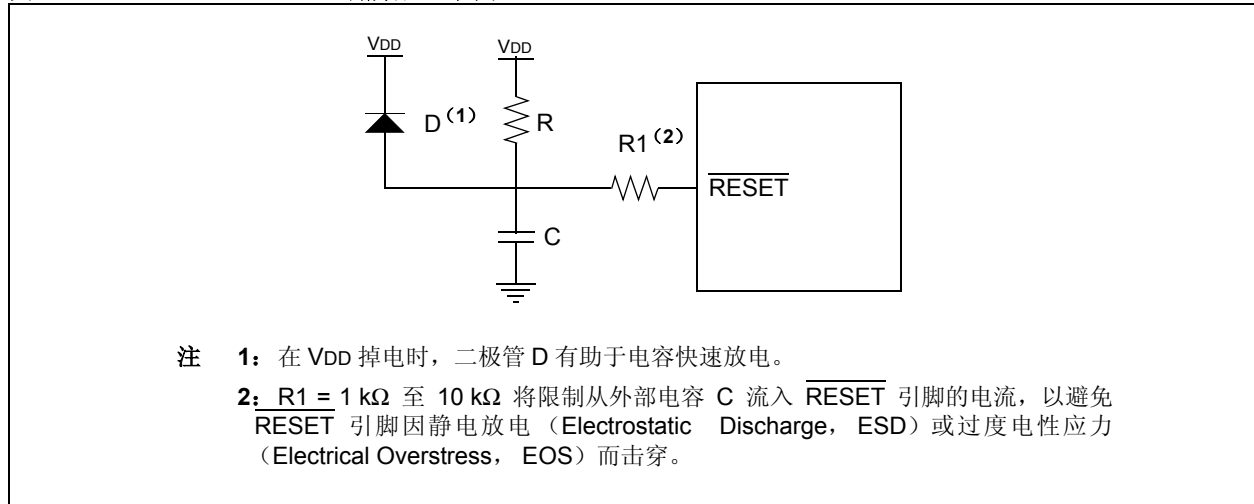 VDD
VDD
D（1）
R
R1（2）
RESET
C
注 1：在 VDD 掉电时，二极管 D 有助于电容快速放电。
2：R1 = 1 kΩ 至 10 kΩ 将限制从外部电容 C 流入 RESET 引脚的电流，以避免
RESET 引脚因静电放电（Electrostatic Discharge，ESD）或过度电性应力
（Electrical Overstress，EOS）而击穿。